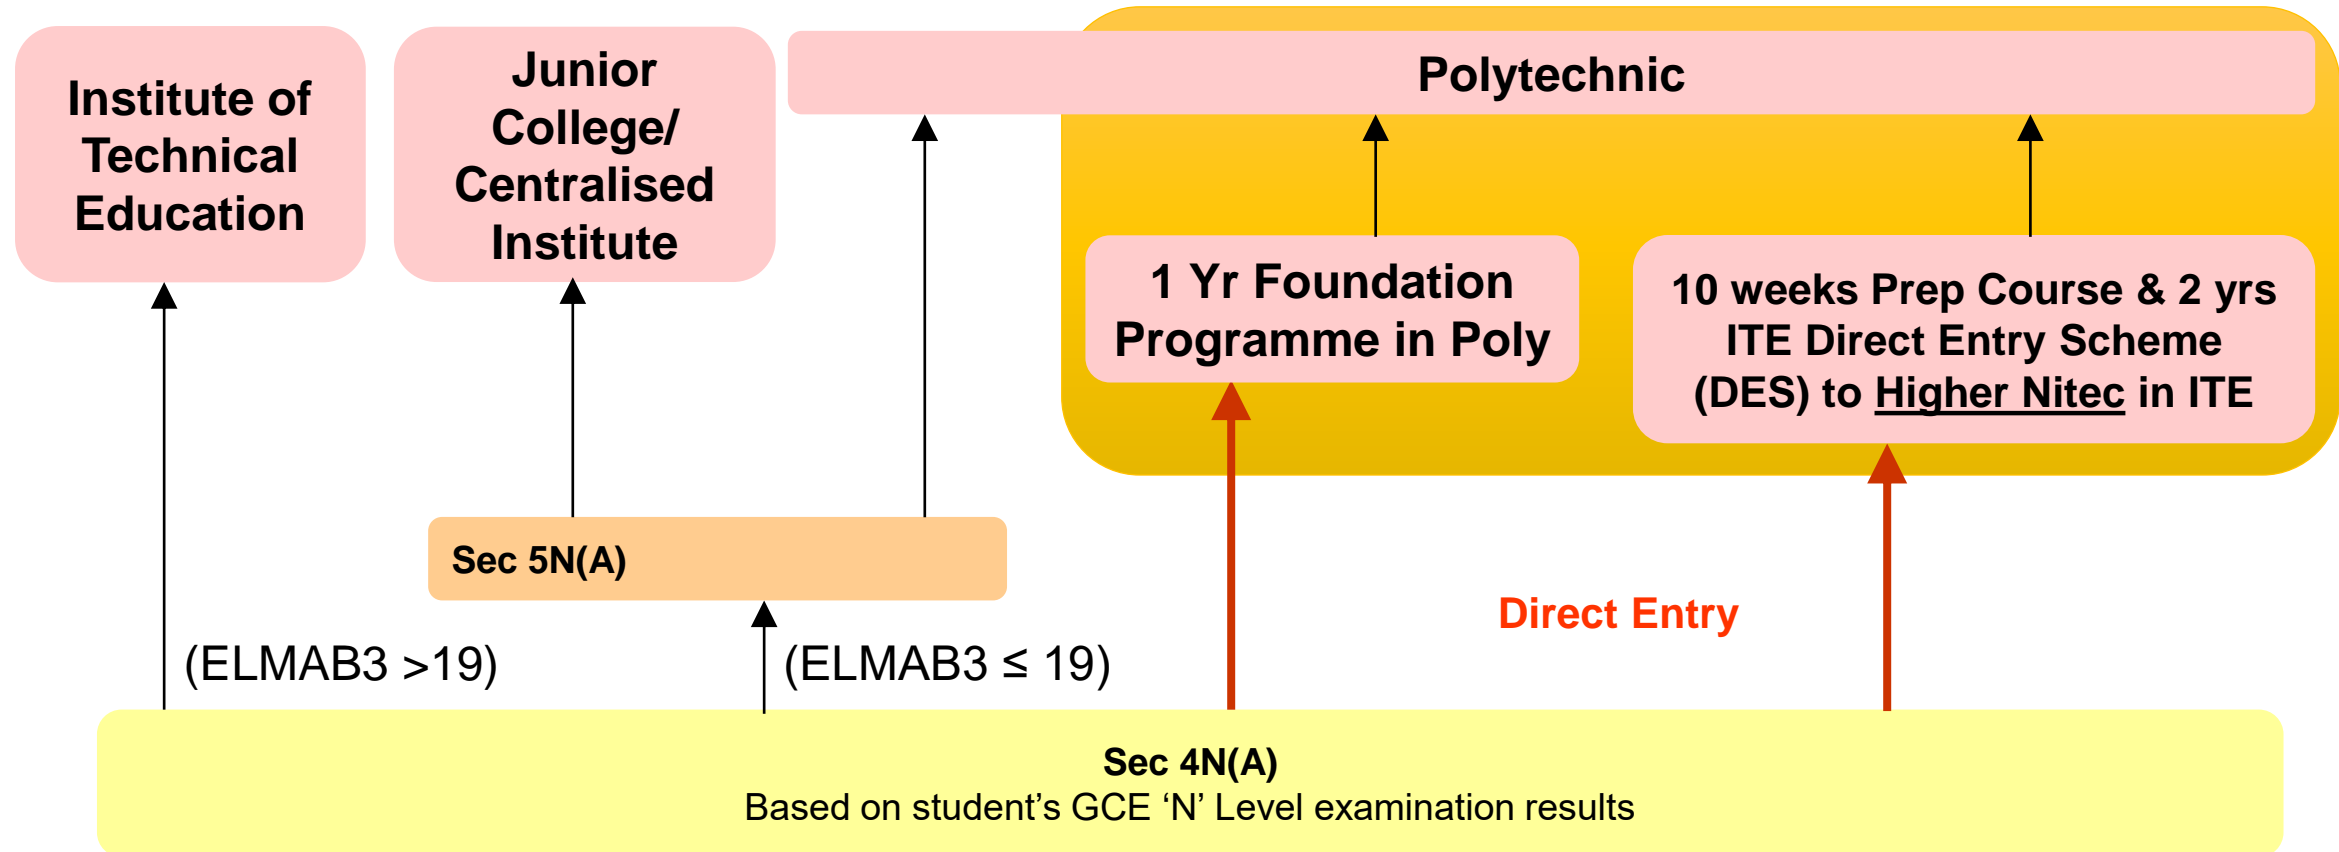 Institute of
Technical
Education
Junior
College/
Centralised
Institute
Polytechnic
1 Yr Foundation
Programme in Poly
10 weeks Prep Course & 2 yrs
ITE Direct Entry Scheme
(DES) to Higher Nitec in ITE
Sec 5N(A)
Direct Entry
(ELMAB3 >19)
(ELMAB3 ≤ 19)
Sec 4N(A)
Based on student’s GCE ‘N’ Level examination results